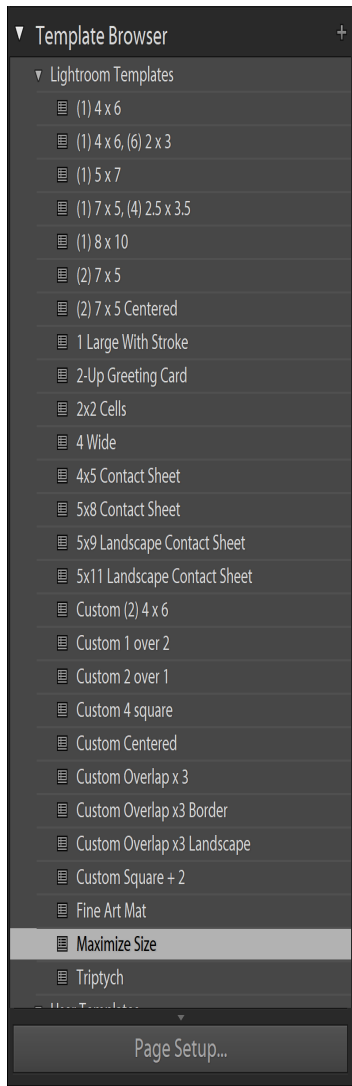 Template Browser
Lightroom Templates
(1) 4 x 6
(1) 4 x 6, (6) 2 x 3
(1) 5 x 7
(1) 7 x 5, (4) 2.5 x 3.5
(1) 8 x 10
(2) 7 x 5
(2) 7 x 5 Centered
1 Large With Stroke
2-Up Greeting Card
2x2 Cells
4 Wide
4x5 Contact Sheet
5x8 Contact Sheet
5x9 Landscape Contact Sheet
5x11 Landscape Contact Sheet
Custom (2) 4 x 6
Custom 1 over 2
Custom 2 over 1
Custom 4 square
Custom Centered
Custom Overlap x 3
Custom Overlap x3 Border
Custom Overlap x3 Landscape
Custom Square + 2
Fine Art Mat
Maximize Size
Triptych
User Templates
Page Setup...